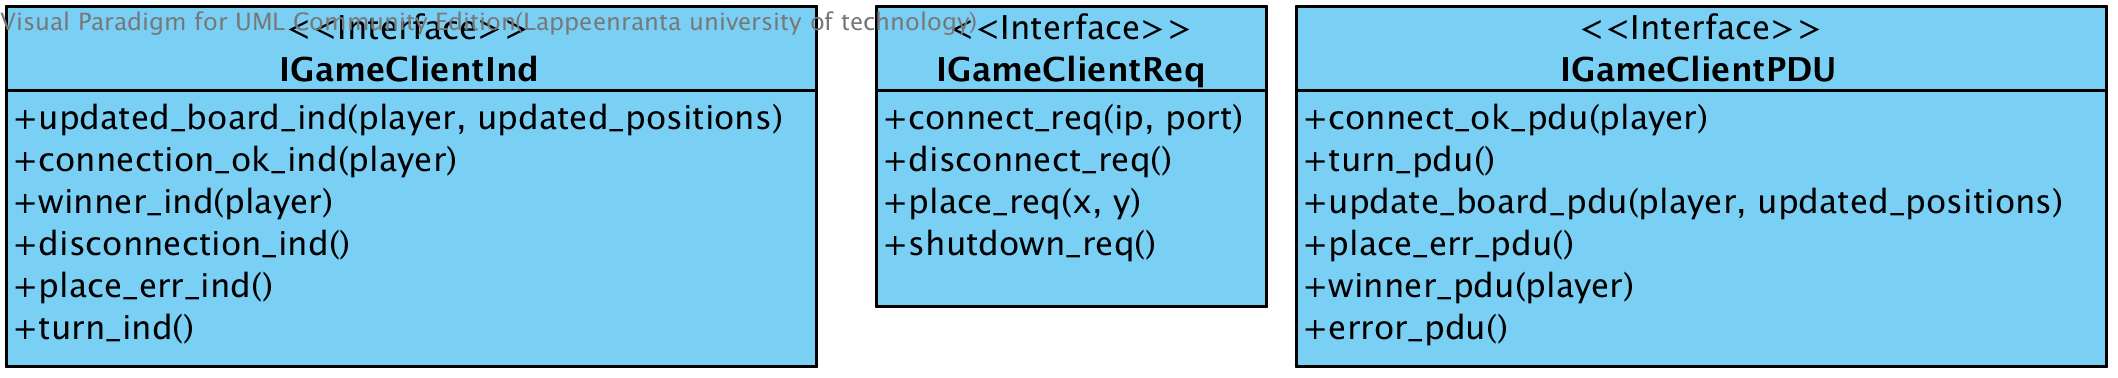 Visual Paradigm for UML Community Edition(Lappeenranta university of technology)
<<Interface>>
IGameClientInd
+updated_board_ind(player, updated_positions)
+connection_ok_ind(player)
+winner_ind(player)
+disconnection_ind()
+place_err_ind()
+turn_ind()
<<Interface>>
IGameClientReq
+connect_req(ip, port)
+disconnect_req()
+place_req(x, y)
+shutdown_req()
<<Interface>>
IGameClientPDU
+connect_ok_pdu(player)
+turn_pdu()
+update_board_pdu(player, updated_positions)
+place_err_pdu()
+winner_pdu(player)
+error_pdu()